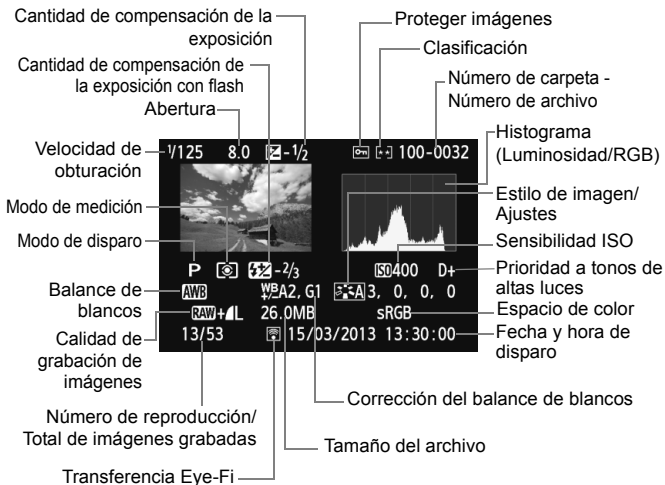 Cantidad de compensación de la
exposición
Cantidad de compensación de
la exposición con flash
Abertura
Velocidad de
obturación
Modo de medición
Modo de disparo
Balance de
blancos
Calidad de
grabación de
imágenes
Número de reproducción/
Total de imágenes grabadas
Transferencia Eye-Fi
Proteger imágenes
Clasificación
Número de carpeta -
Número de archivo
Histograma
(Luminosidad/RGB)
Estilo de imagen/
Ajustes
Sensibilidad ISO
Prioridad a tonos de
altas luces
Espacio de color
Fecha y hora de
disparo
Corrección del balance de blancos
Tamaño del archivo
1/125 8.0 -1/2 100-0032
P -2/3 ISO 400 D+
AWB WB +/- A2, G1 A 3, 0, 0, 0
RAW+L 26.0MB sRGB
13/53 15/03/2013 13:30:00